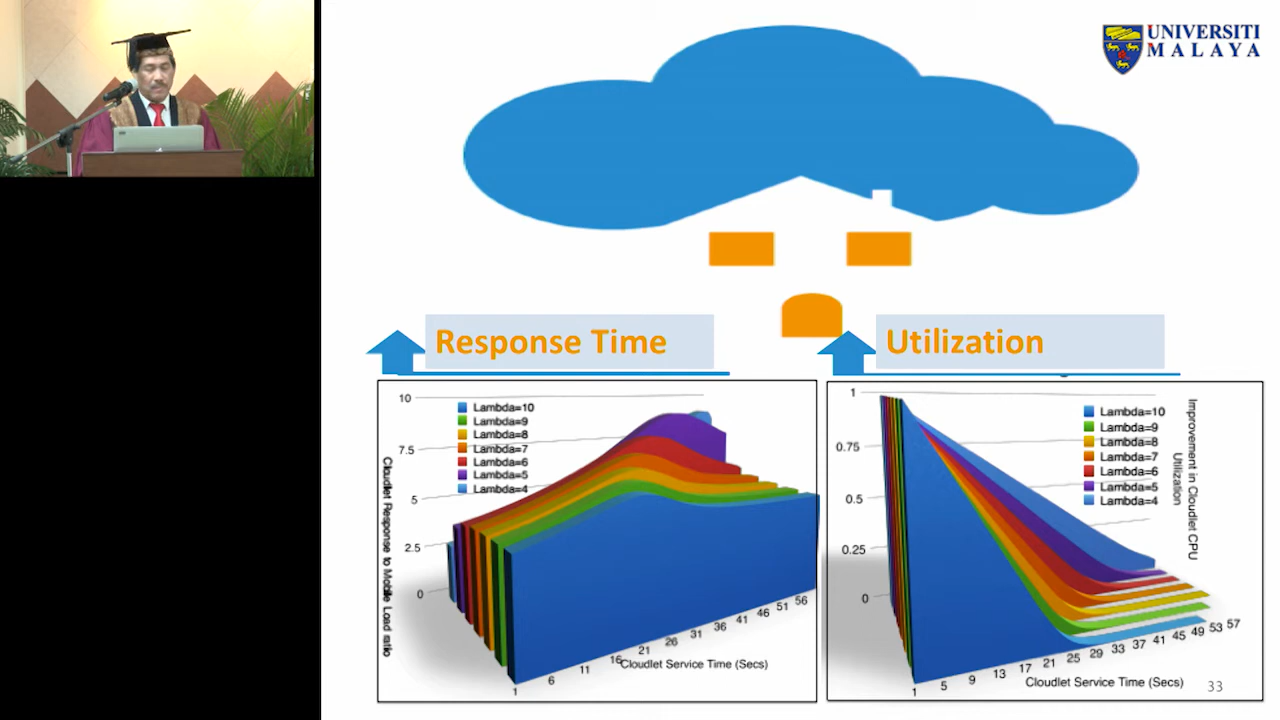 UNIVERSITI
MALAYA
Response Time
Utilization
10
7.5
5
2.5
0
Lambda=10
Lambda=9
Lambda=8
Lambda=7
Lambda=6
Lambda=5
Lambda=4
Cloudlet Response to Mobile Load ratio
1 6 11 16 21 26 31 36 41 46 51 56
Cloudlet Service Time (Secs)
1
0.75
0.5
0.25
0
Lambda=10
Lambda=9
Lambda=8
Lambda=7
Lambda=6
Lambda=5
Lambda=4
Improvement in Cloudlet CPU
Utilization
1 5 9 13 17 21 25 29 33 37 41 45 49 53 57
Cloudlet Service Time (Secs)
33